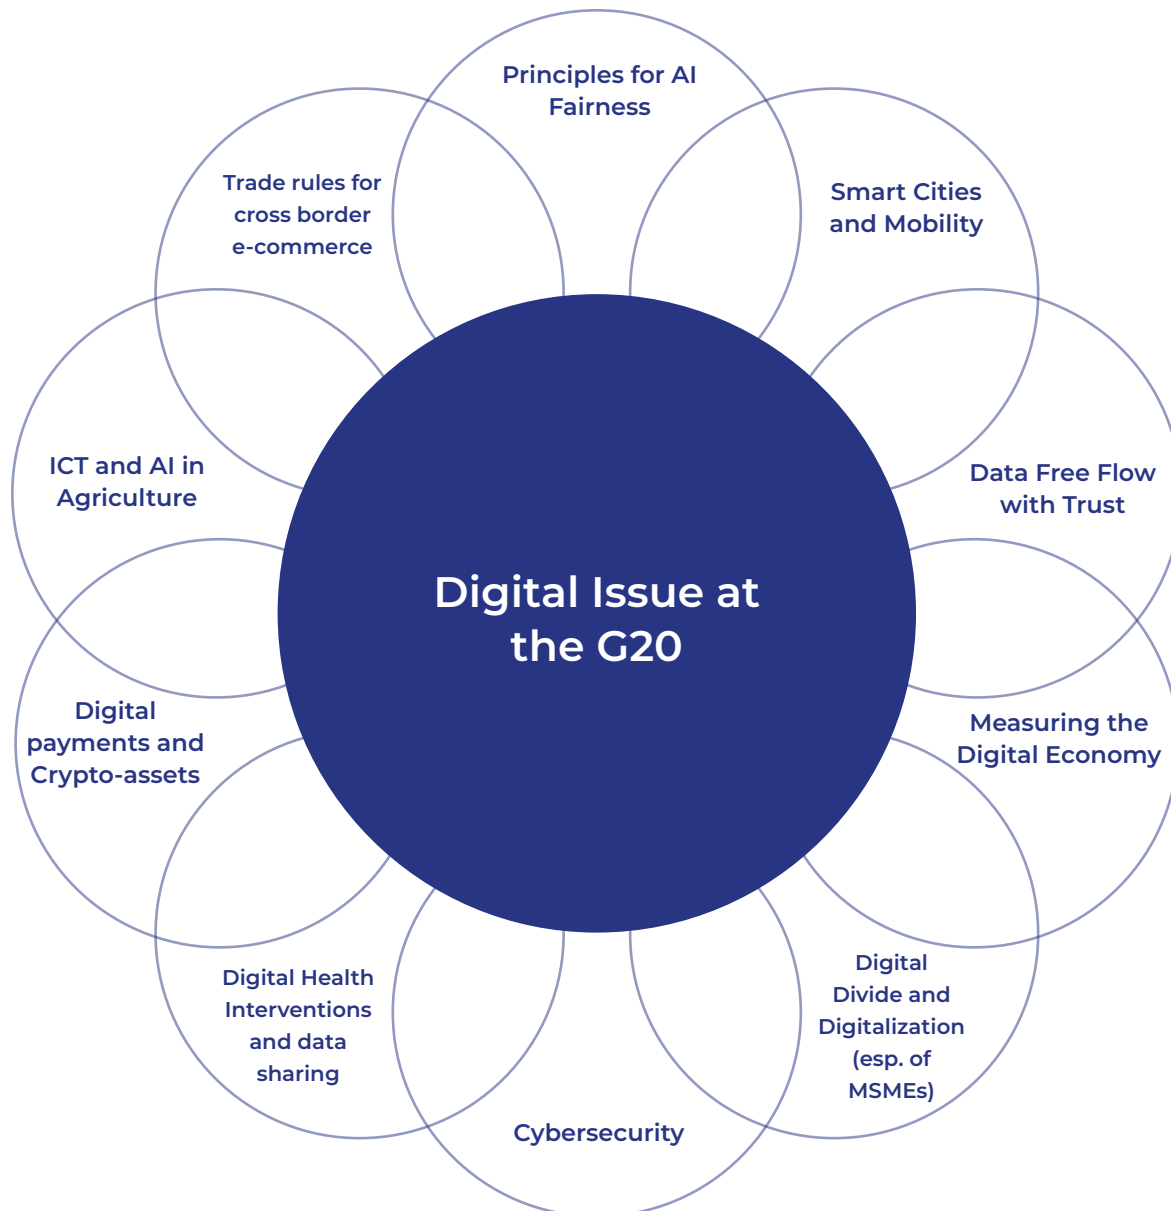 Principles for AI
Fairness
Smart Cities
and Mobility
Data Free Flow
with Trust
Measuring the
Digital Economy
Digital
Divide and
Digitalization
(esp. of
MSMEs)
Cybersecurity
Digital Health
Interventions
and data
sharing
Digital
payments and
Crypto-assets
ICT and AI in
Agriculture
Trade rules for
cross border
e-commerce
Digital Issue at
the G20